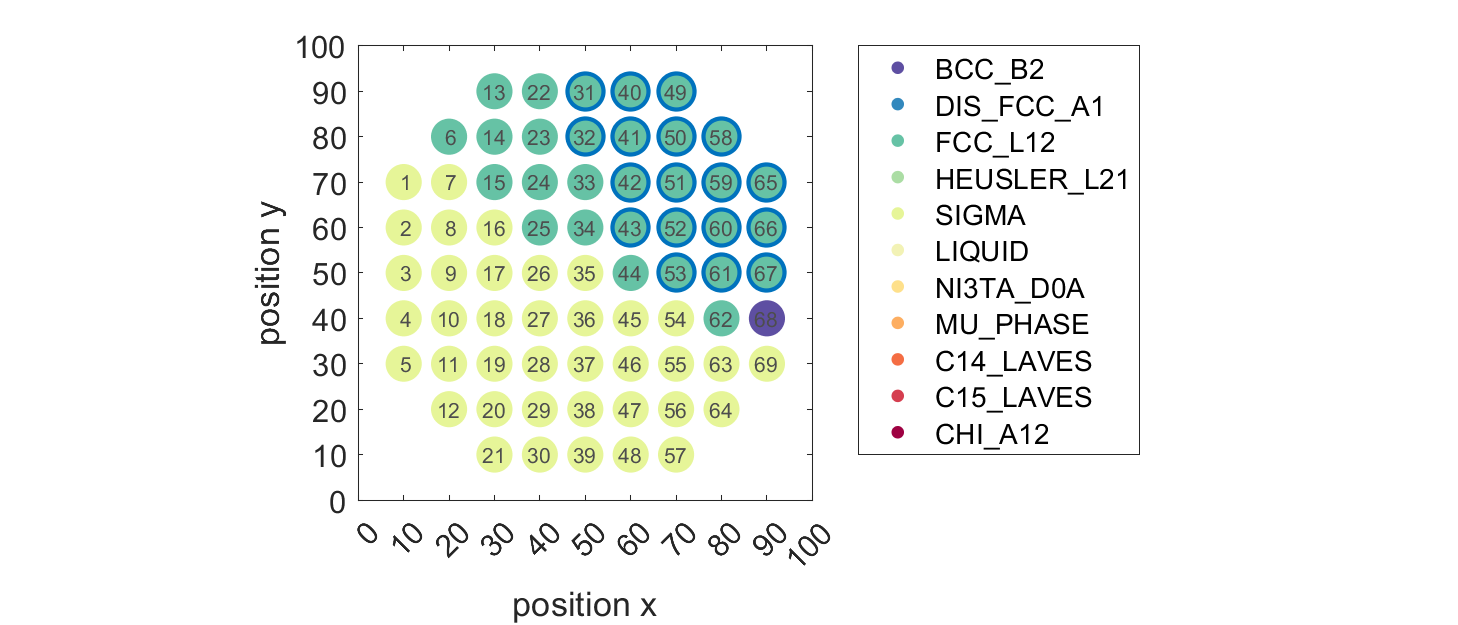 100
90
80
70
60
50
40
30
20
10
0
position y
13 22 31 40 49
6 14 23 32 41 50 58
1 7 15 24 33 42 51 59 65
2 8 16 25 34 43 52 60 66
3 9 17 26 35 44 53 61 67
4 10 18 27 36 45 54 62 68
5 11 19 28 37 46 55 63 69
12 20 29 38 47 56 64
21 30 39 48 57
0 10 20 30 40 50 60 70 80 90 100
position x
BCC_B2
DIS_FCC_A1
FCC_L12
HEUSLER_L21
SIGMA
LIQUID
NI3TA_D0A
MU_PHASE
C14_LAVES
C15_LAVES
CHI_A12